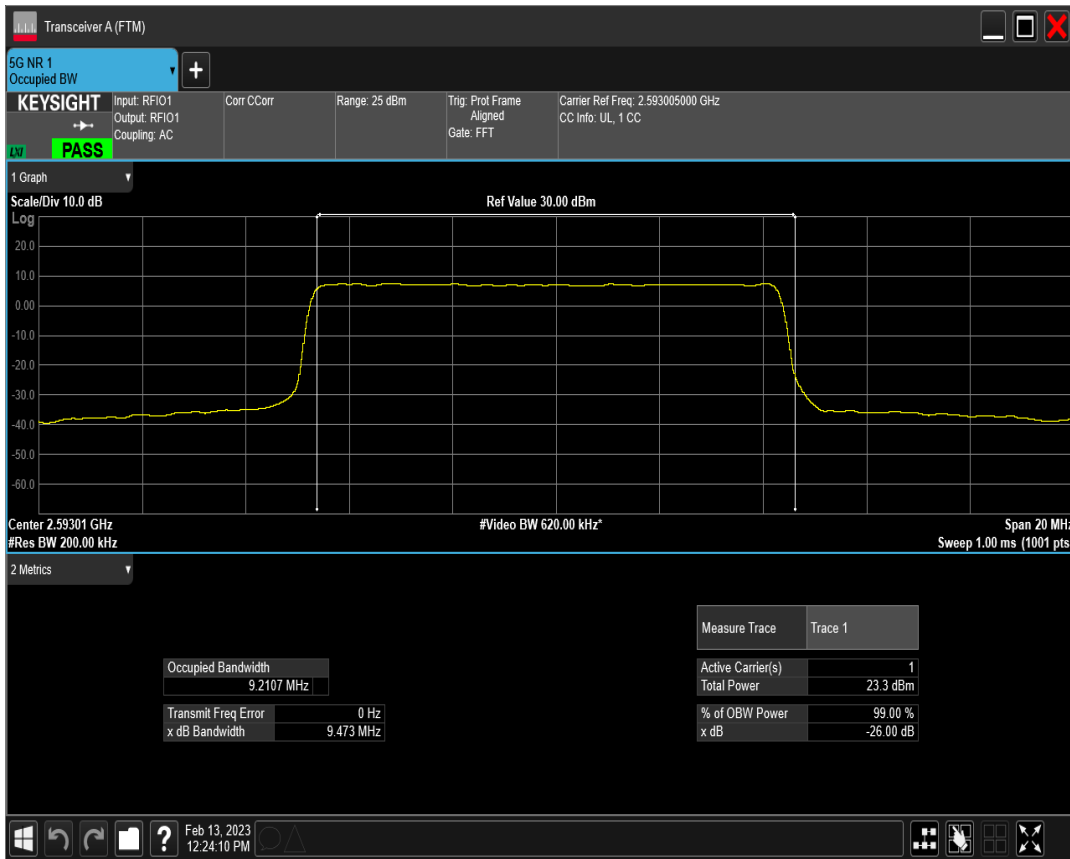 Transceiver A (FTM)
5G NR 1
Occupied BW
+
KEYSIGHT
LXI
PASS
Input: RFIO1
Output: RFIO1
Coupling: AC
Corr CCorr
Range: 25 dBm
Trig: Prot Frame
Aligned
Gate: FFT
Carrier Ref Freq: 2.593005000 GHz
CC Info: UL, 1 CC
1 Graph
Scale/Div 10.0 dB
Ref Value 30.00 dBm
Log
20.0
10.0
0.00
-10.0
-20.0
-30.0
-40.0
-50.0
-60.0
Center 2.59301 GHz
#Video BW 620.00 kHz*
Span 20 MHz
#Res BW 200.00 kHz
Sweep 1.00 ms (1001 pts
2 Metrics
Measure Trace Trace 1
Occupied Bandwidth
9.2107 MHz
Active Carrier(s) 1
Total Power 23.3 dBm
Transmit Freq Error 0 Hz
x dB Bandwidth 9.473 MHz
% of OBW Power 99.00 %
x dB -26.00 dB
?
Feb 13, 2023
12:24:10 PM